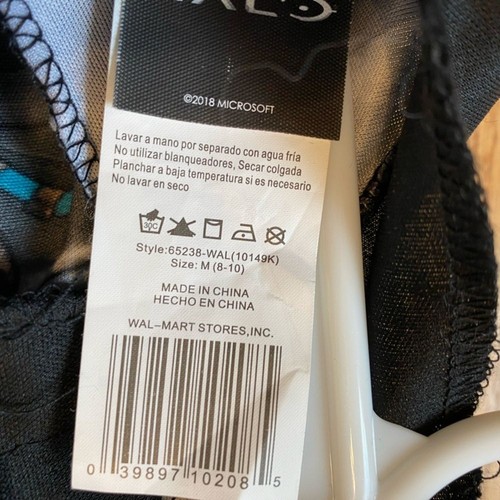 HALO
©2018 MICROSOFT
Lavar a mano por separado con agua fría
No utilizar blanqueadores, Secar colgada
Planchar a baja temperatura si es necesario
No lavar en seco
30C
Style:65238-WAL(10149K)
Size: M (8-10)
MADE IN CHINA
HECHO EN CHINA
WAL-MART STORES,INC.
0 39897 10208 5